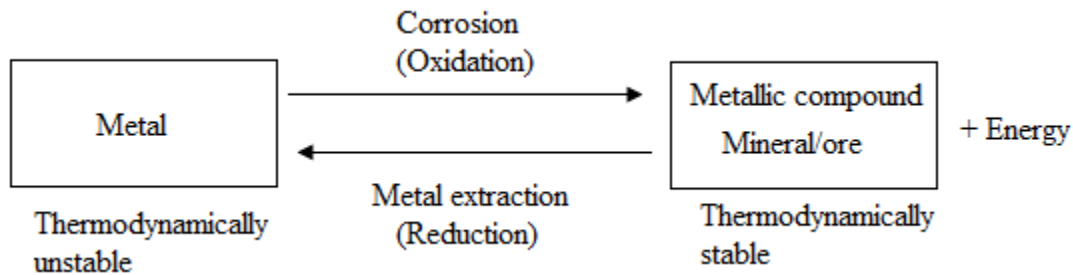 Corrosion
(Oxidation)
Metal
Metallic compound
Mineral/ore
+ Energy
Metal extraction
(Reduction)
Thermodynamically
unstable
Thermodynamically
stable